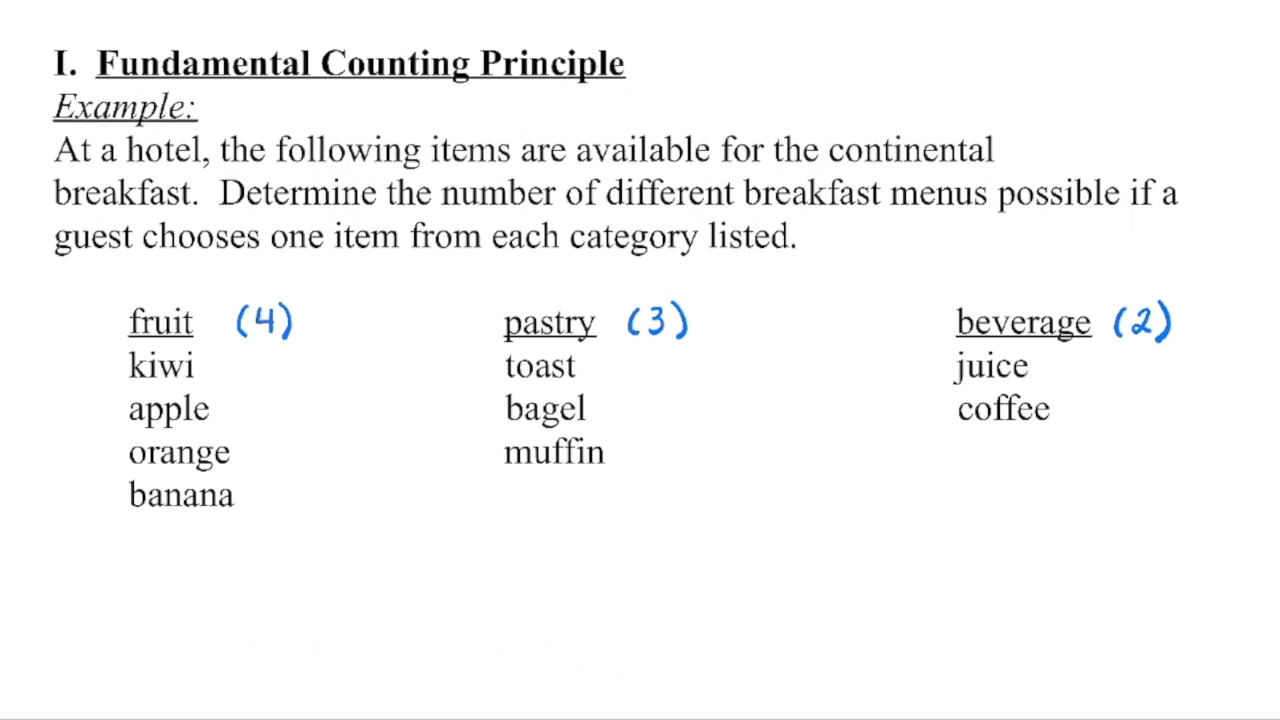 I. Fundamental Counting Principle
Example:
At a hotel, the following items are available for the continental
breakfast. Determine the number of different breakfast menus possible if a
guest chooses one item from each category listed.
fruit (4) pastry (3) beverage (2)
kiwi toast juice
apple bagel coffee
orange muffin
banana